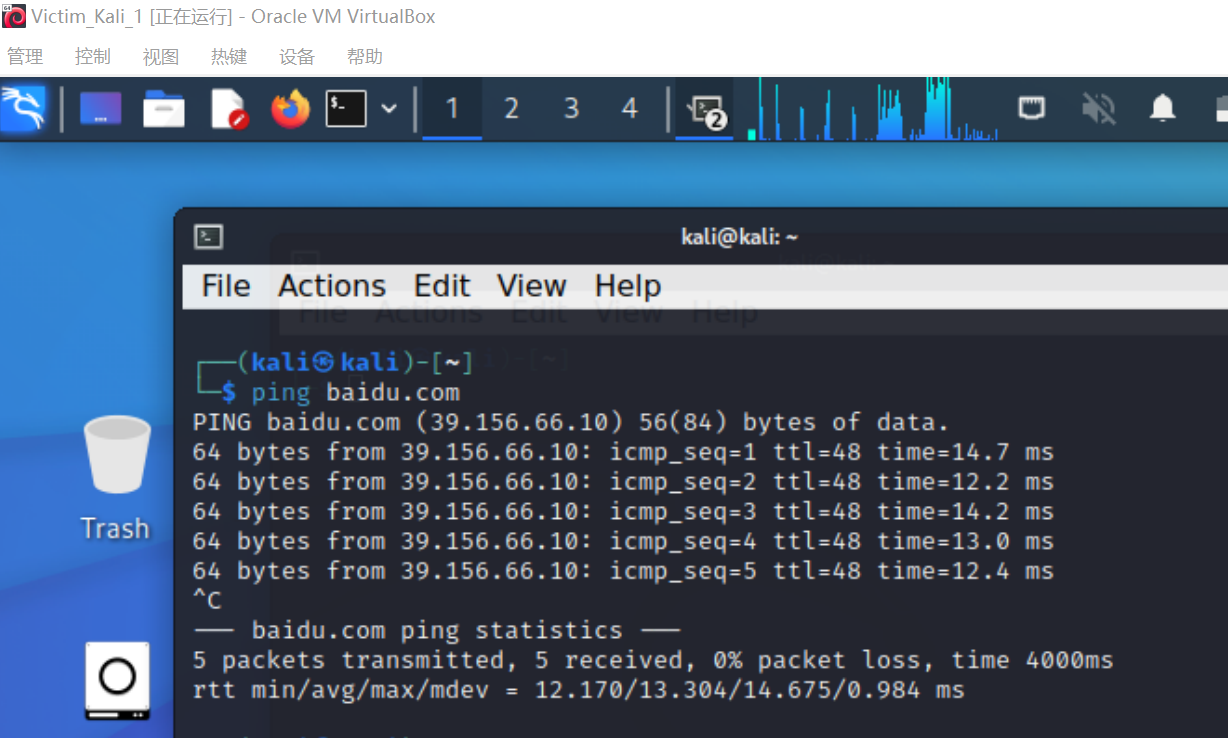 Victim_Kali_1 [正在运行] - Oracle VM VirtualBox
管理 控制 视图 热键 设备 帮助
$- 1 2 3 4 2
kali@kali: ~
File Actions Edit View Help
File Actions Edit View Help
┌──(kali㉿kali)-[~]
└─$ ping baidu.com
PING baidu.com (39.156.66.10) 56(84) bytes of data.
64 bytes from 39.156.66.10: icmp_seq=1 ttl=48 time=14.7 ms
64 bytes from 39.156.66.10: icmp_seq=2 ttl=48 time=12.2 ms
64 bytes from 39.156.66.10: icmp_seq=3 ttl=48 time=14.2 ms
64 bytes from 39.156.66.10: icmp_seq=4 ttl=48 time=13.0 ms
64 bytes from 39.156.66.10: icmp_seq=5 ttl=48 time=12.4 ms
^C
--- baidu.com ping statistics ---
5 packets transmitted, 5 received, 0% packet loss, time 4000ms
rtt min/avg/max/mdev = 12.170/13.304/14.675/0.984 ms
Trash